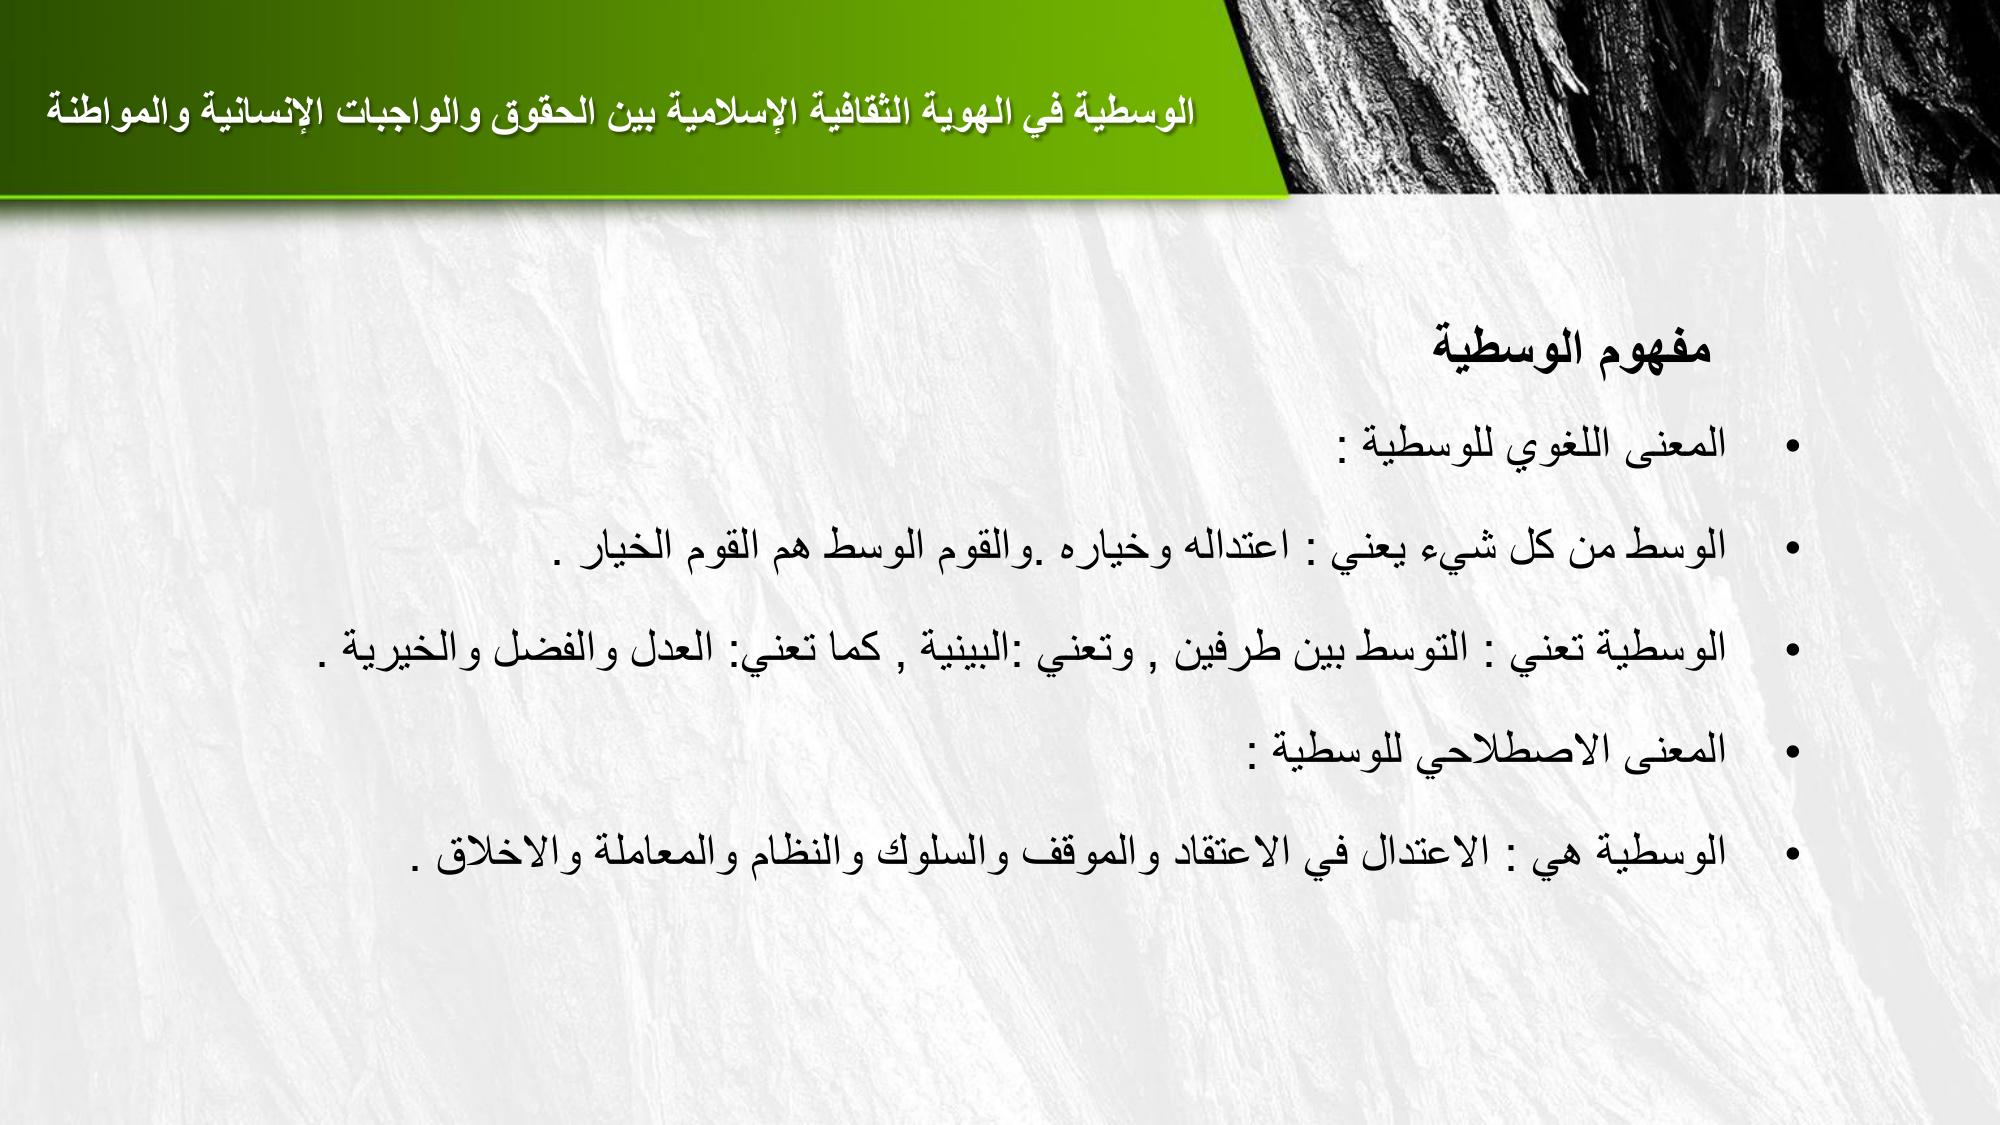 الوسطية في الهوية الثقافية الإسلامية بين الحقوق والواجبات الإنسانية والمواطنة
مفهوم الوسطية
• المعنى اللغوي للوسطية :
• الوسط من كل شيء يعني : اعتداله وخياره .والقوم الوسط هم القوم الخيار .
• الوسطية تعني : التوسط بين طرفين , وتعني :البينية , كما تعني: العدل والفضل والخيرية .
• المعنى الاصطلاحي للوسطية :
• الوسطية هي : الاعتدال في الاعتقاد والموقف والسلوك والنظام والمعاملة والاخلاق .